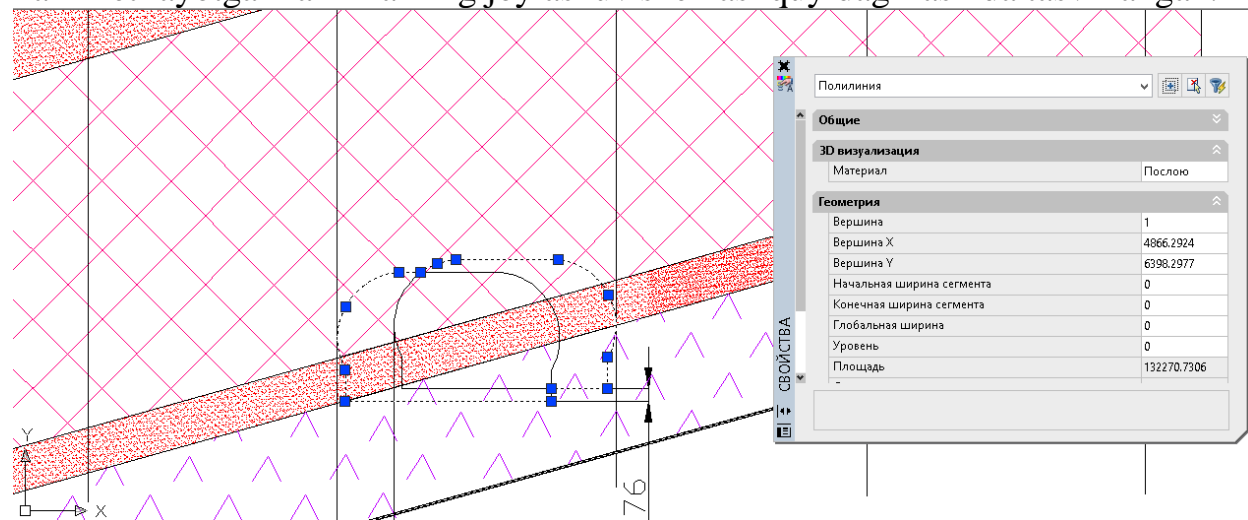 Полилиния
Общие
3D визуализация
Материал Послою
Геометрия
Вершина 1
Вершина X 4866.2924
Вершина Y 6398.2977
Начальная ширина сегмента 0
Конечная ширина сегмента 0
Глобальная ширина 0
Уровень 0
Площадь 132270.7306
СВОЙСТВА
Y
X
76